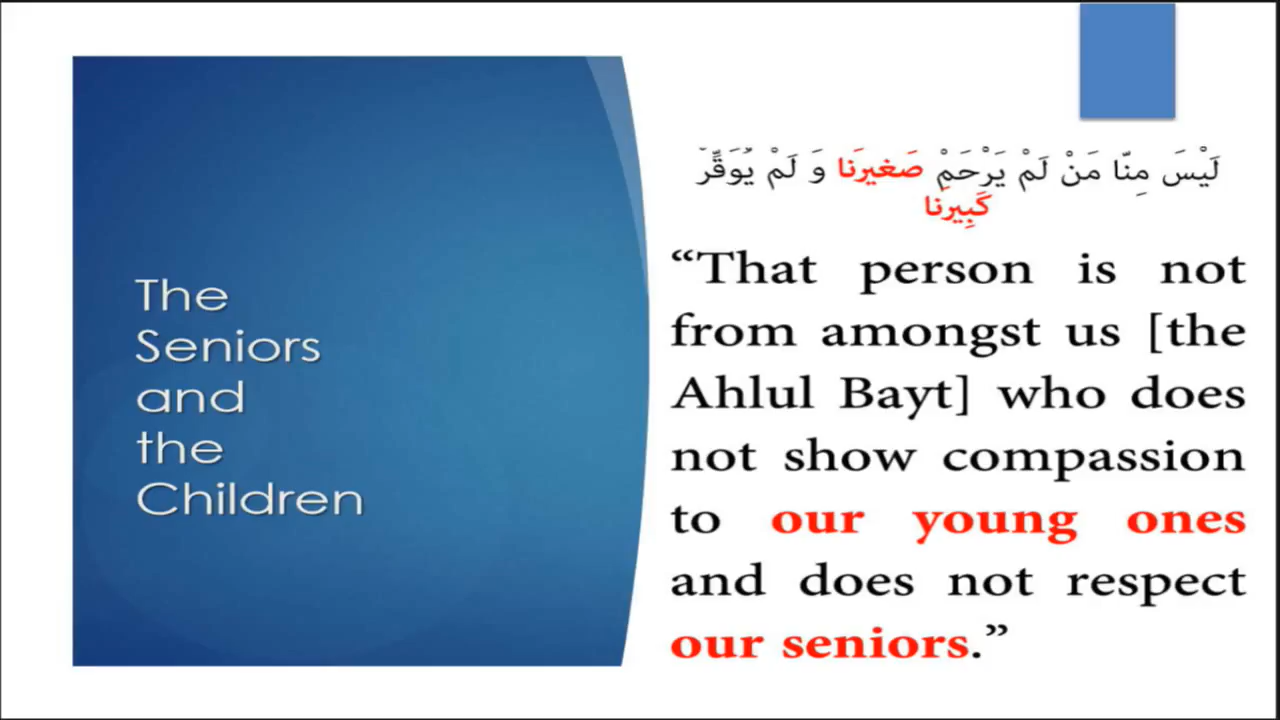 The
Seniors
and
the
Children
لَيْسَ مِنّا مَنْ لَمْ يَرْحَمْ صَغيرَنا وَ لَمْ يُوَقِّرْ
كَبِيرَنا
“That person is not
from amongst us [the
Ahlul Bayt] who does
not show compassion
to our young ones
and does not respect
our seniors.”